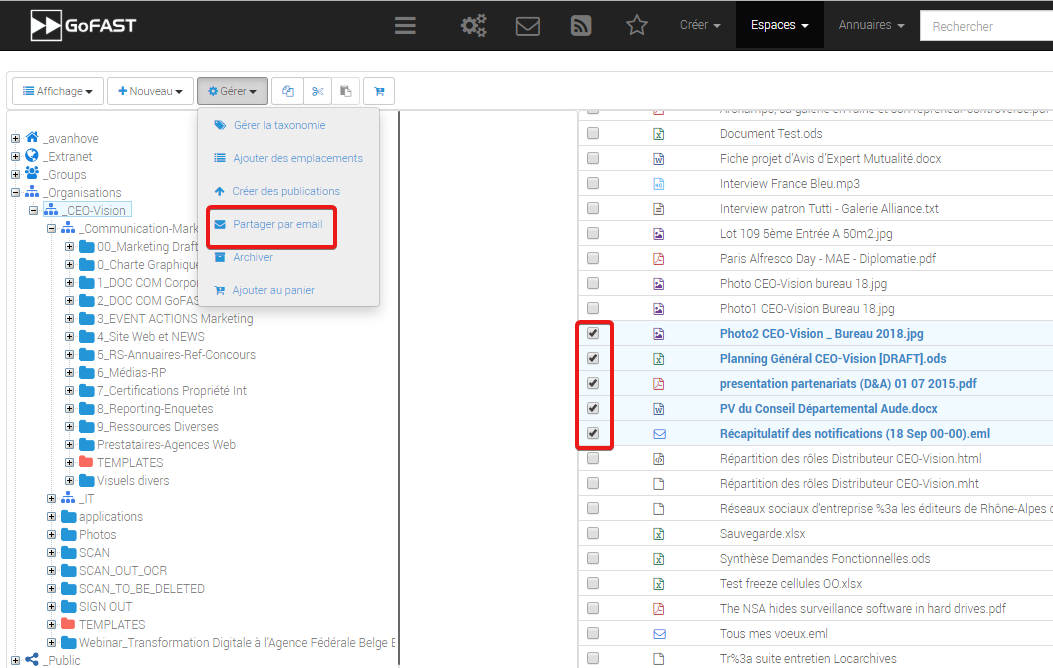 GoFAST
Créer
Espaces
Annuaires
Rechercher
Affichage
Nouveau
Gérer
Gérer la taxonomie
Ajouter des emplacements
Créer des publications
Partager par email
Archiver
Ajouter au panier
_avanhove
_Extranet
_Groups
_Organisations
_CEO-Vision
_Communication-Mark
00_Marketing Draft
0_Charte Graphique
1_DOC COM Corpor
2_DOC COM GoFAS
3_EVENT ACTIONS Marketing
4_Site Web et NEWS
5_RS-Annuaires-Ref-Concours
6_Médias-RP
7_Certifications Propriété Int
8_Reporting-Enquetes
9_Ressources Diverses
Prestataires-Agences Web
TEMPLATES
Visuels divers
_IT
applications
Photos
SCAN
SCAN_OUT_OCR
SCAN_TO_BE_DELETED
SIGN OUT
TEMPLATES
Webinar_Transformation Digitale à l'Agence Fédérale Belge
_Public
Document Test.ods
Fiche projet d'Avis d'Expert Mutualité.docx
Interview France Bleu.mp3
Interview patron Tutti - Galerie Alliance.txt
Lot 109 5ème Entrée A 50m2.jpg
Paris Alfresco Day - MAE - Diplomatie.pdf
Photo CEO-Vision bureau 18.jpg
Photo1 CEO-Vision Bureau 18.jpg
Photo2 CEO-Vision _ Bureau 2018.jpg
Planning Général CEO-Vision [DRAFT].ods
presentation partenariats (D&A) 01 07 2015.pdf
PV du Conseil Départemental Aude.docx
Récapitulatif des notifications (18 Sep 00-00).eml
Répartition des rôles Distributeur CEO-Vision.html
Répartition des rôles Distributeur CEO-Vision.mht
Réseaux sociaux d'entreprise %3a les éditeurs de Rhône-Alpes
Sauvegarde.xlsx
Synthèse Demandes Fonctionnelles.ods
Test freeze cellules OO.xlsx
The NSA hides surveillance software in hard drives.pdf
Tous mes voeux.eml
Tr%3a suite entretien Locarchives